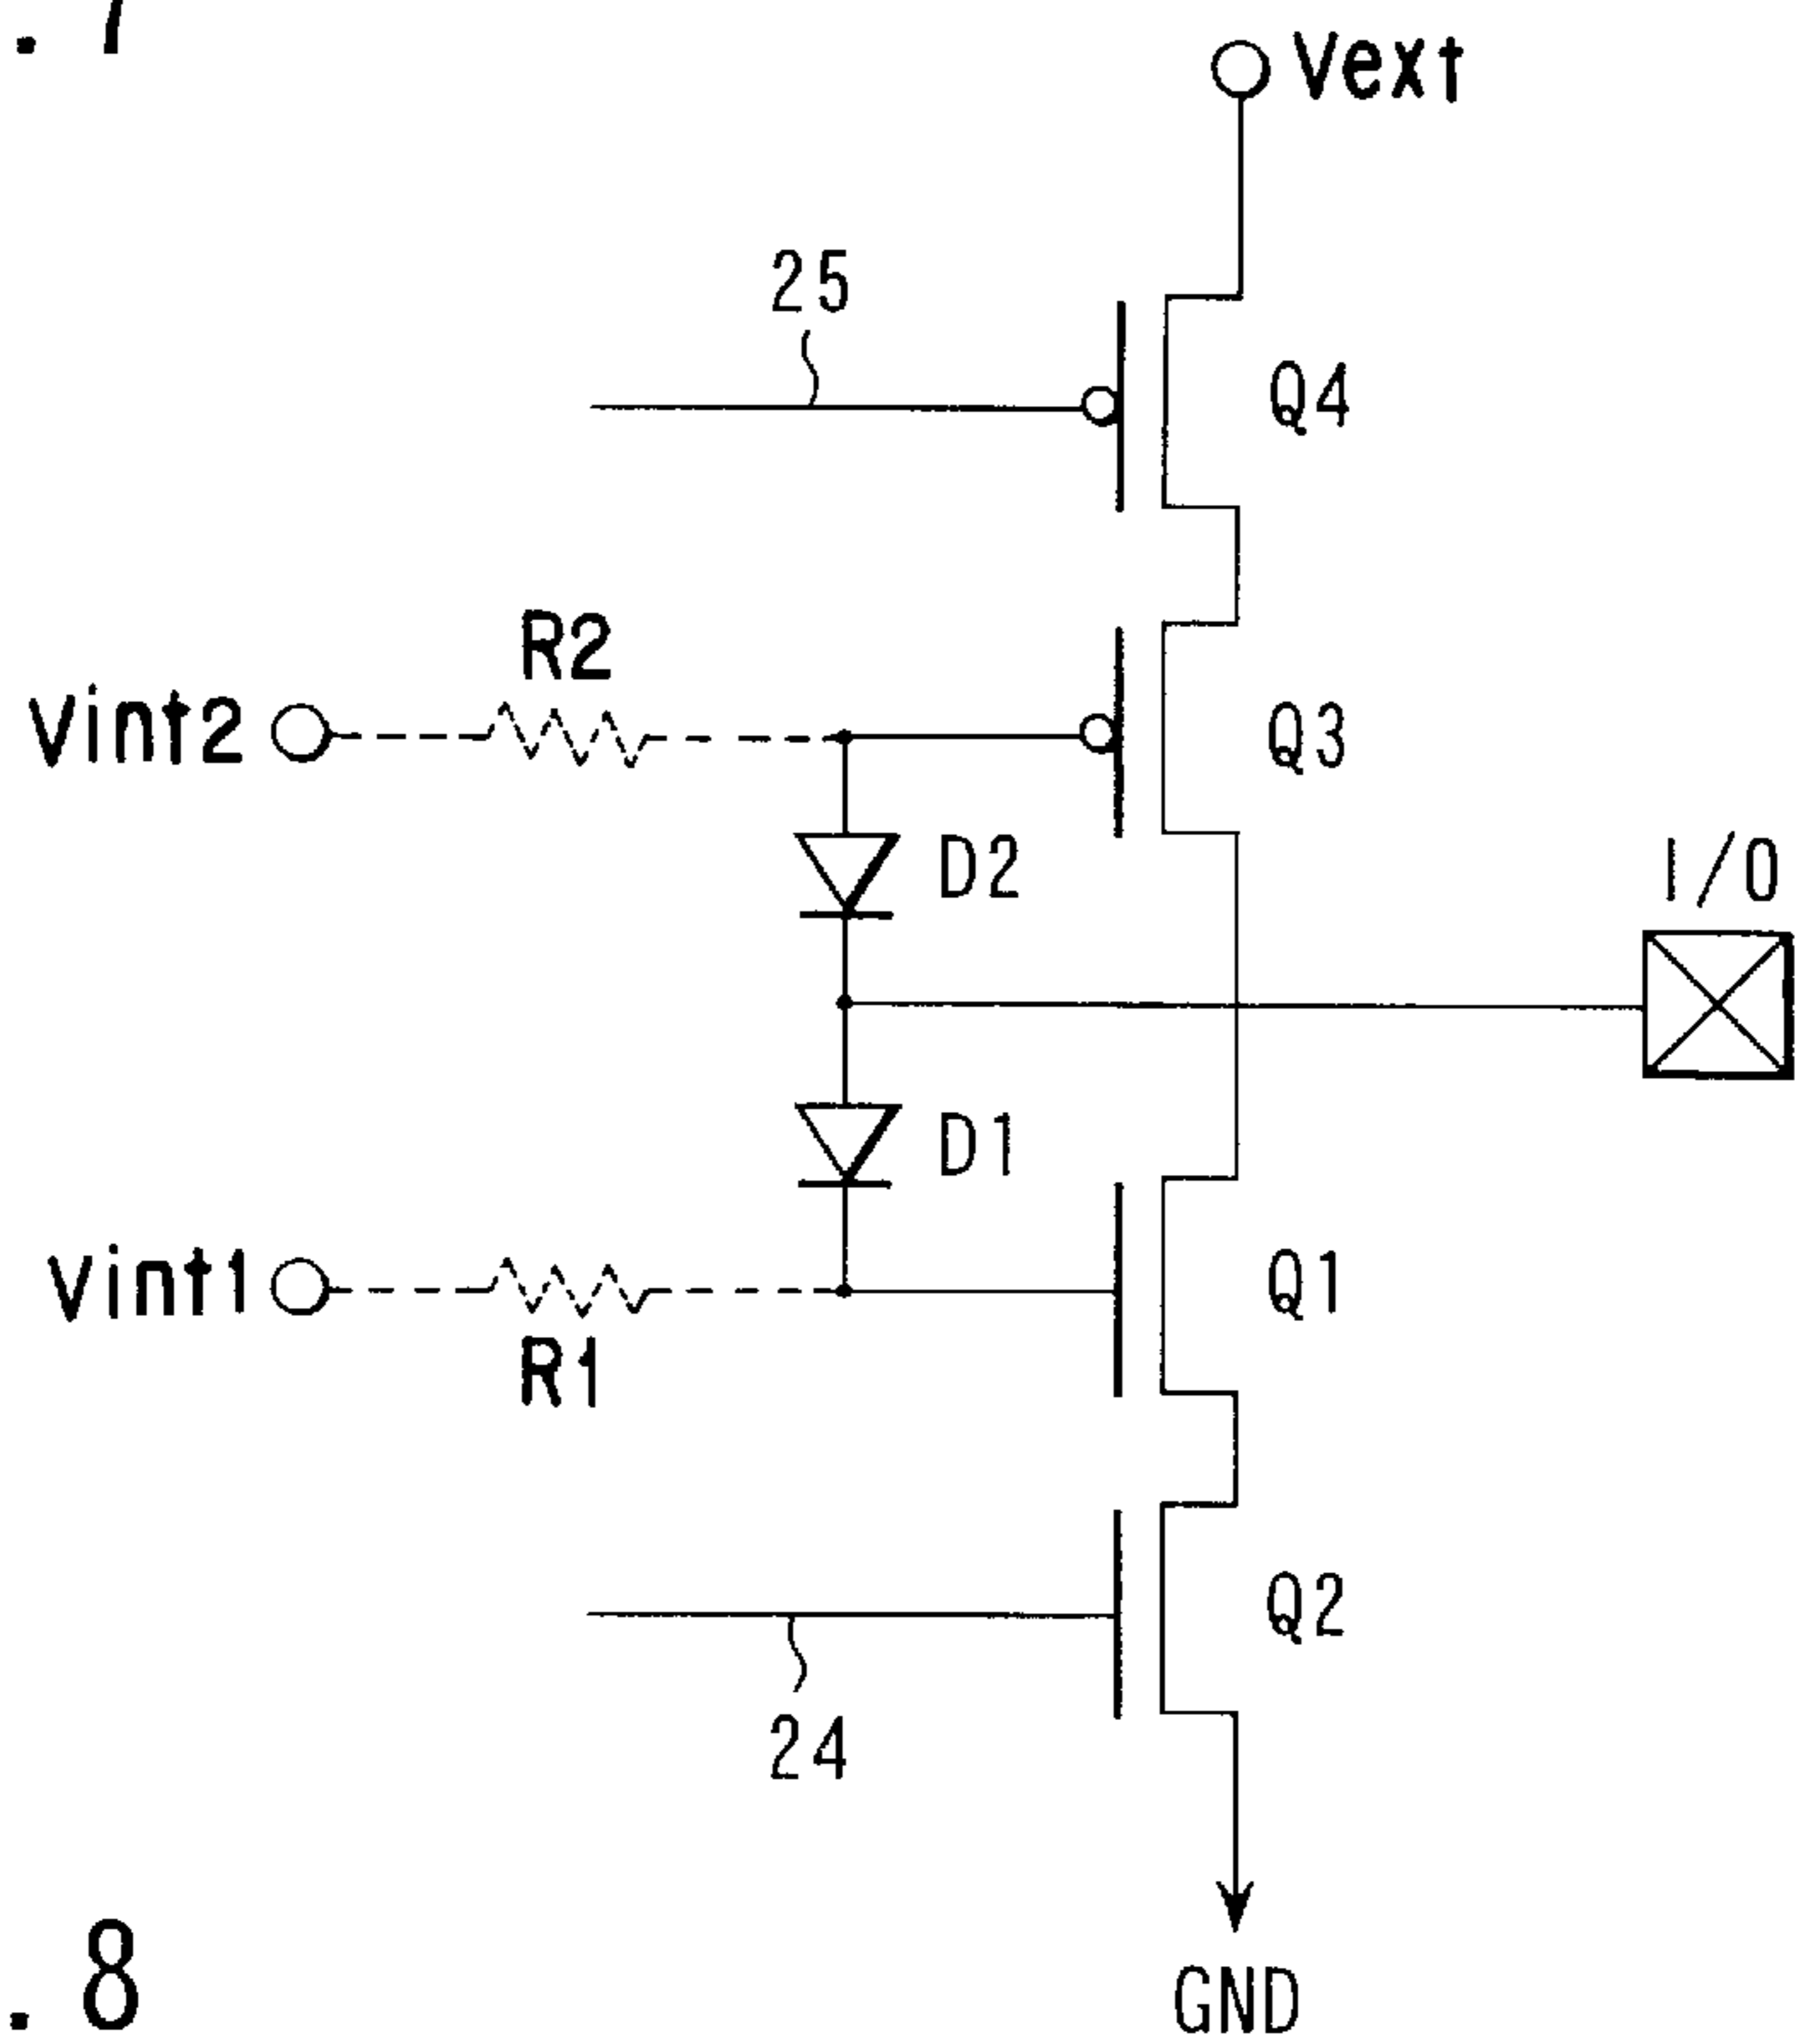 . 7
Vext
25
Q4
R2
Vint2
Q3
D2
I/O
D1
Vint1
Q1
R1
Q2
24
GND
. 8